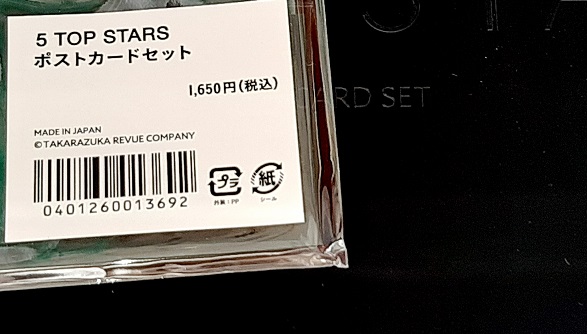 5 TOP STARS
ポストカードセット
1,650円(税込)
MADE IN JAPAN
©TAKARAZUKA REVUE COMPANY
0401260013692
プラ
紙
外装:PP
シール
CARD SET